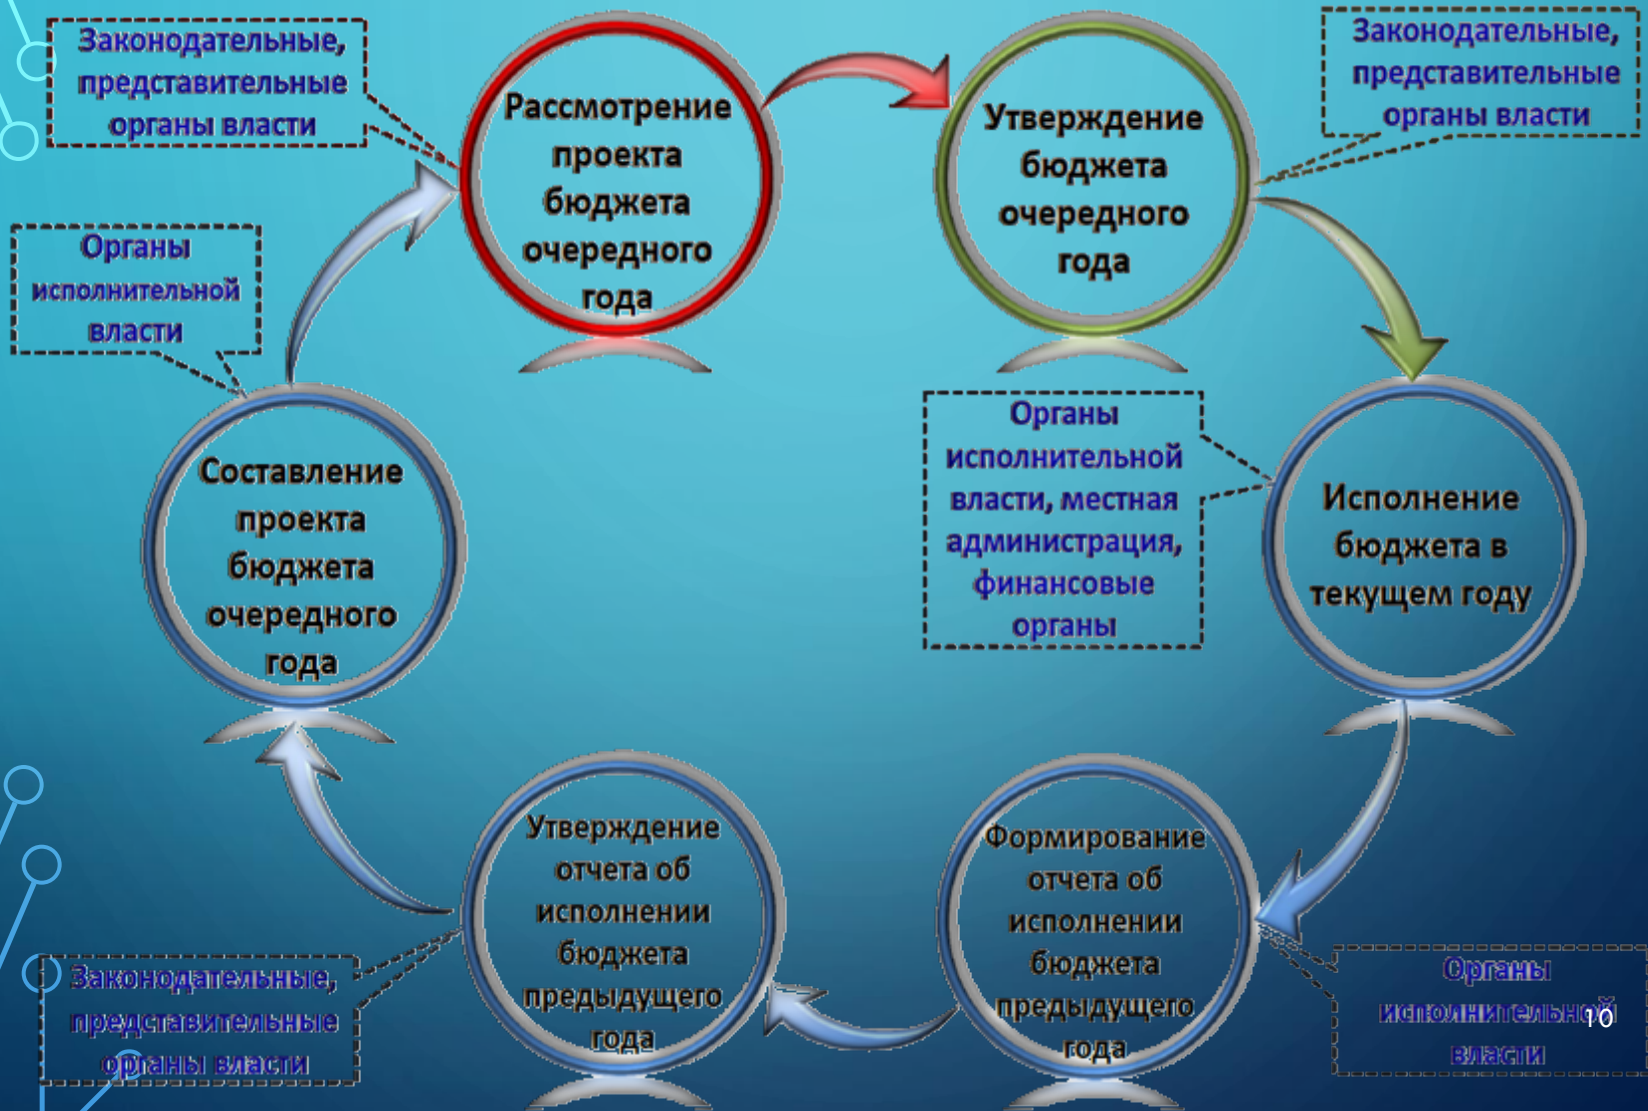 Законодательные,
представительные
органы власти
Рассмотрение
проекта
бюджета
очередного
года
Утверждение
бюджета
очередного
года
Законодательные,
представительные
органы власти
Органы
исполнительной
власти
Составление
проекта
бюджета
очередного
года
Органы
исполнительной
власти, местная
администрация,
финансовые
органы
Исполнение
бюджета в
текущем году
Утверждение
отчета об
исполнении
бюджета
предыдущего
года
Формирование
отчета об
исполнении
бюджета
предыдущего
года
Законодательные,
представительные
органы власти
Органы
исполнительной
власти
10